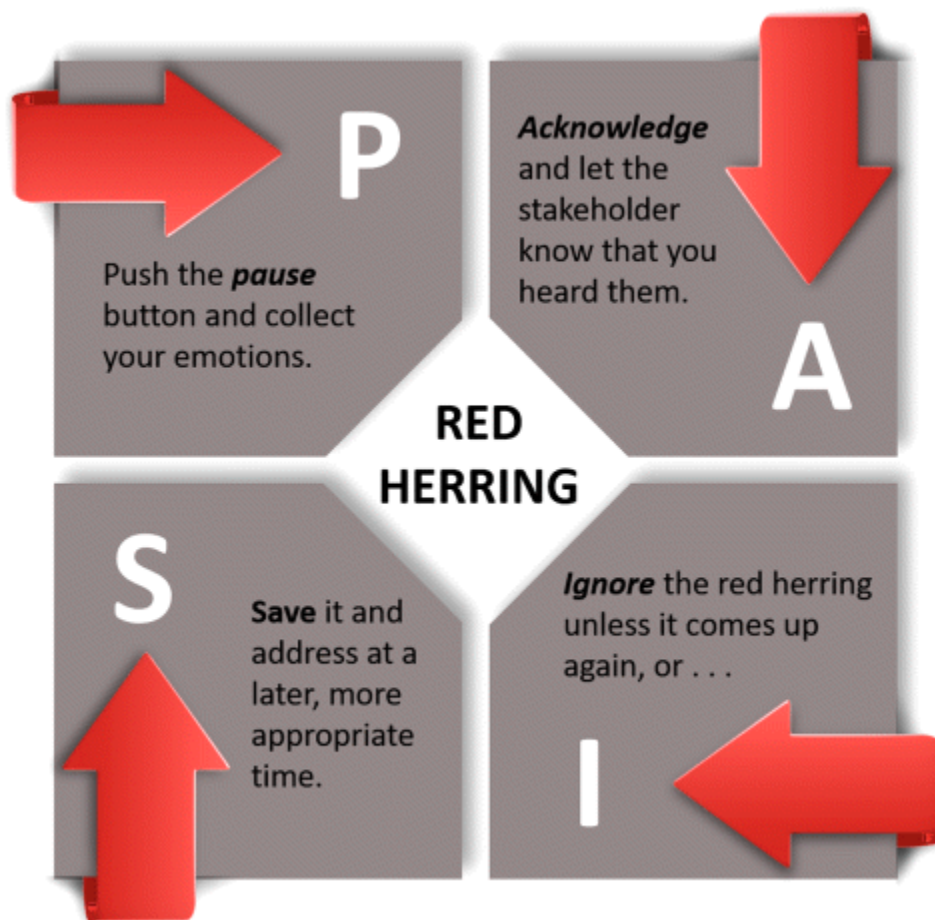 P
Push the pause
button and collect
your emotions.
Acknowledge
and let the
stakeholder
know that you
heard them.
A
RED
HERRING
S
Save it and
address at a
later, more
appropriate
time.
Ignore the red herring
unless it comes up
again, or . . .
I